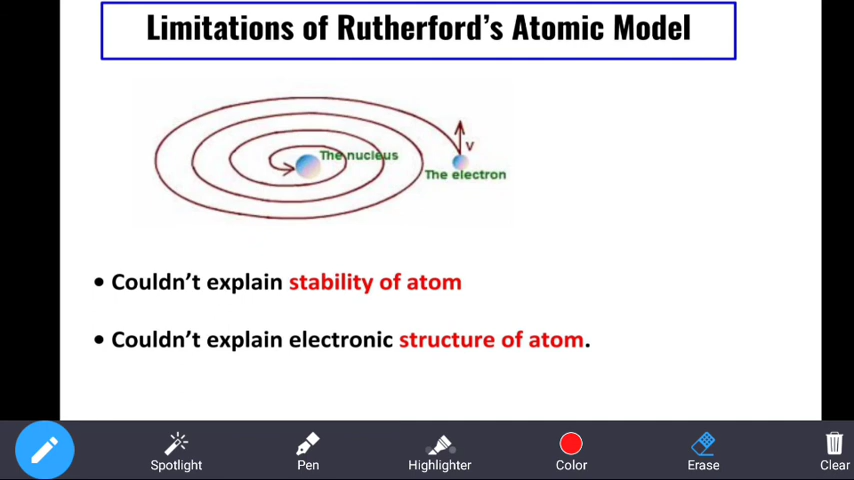 Limitations of Rutherford's Atomic Model
V
The nucleus
The electron
• Couldn't explain stability of atom
• Couldn't explain electronic structure of atom.
Spotlight
Pen
Highlighter
Color
Erase
Clear